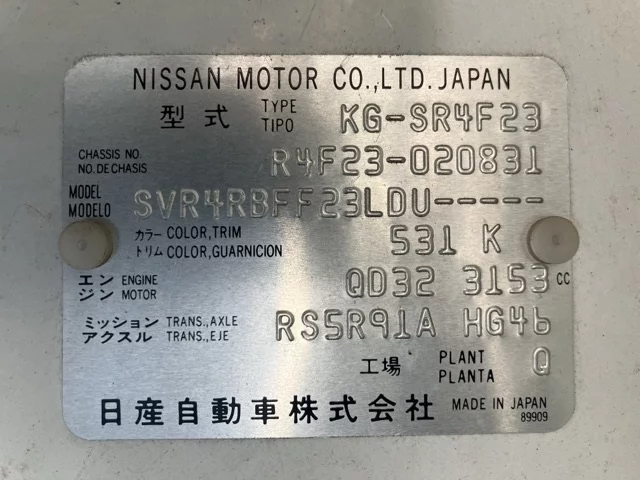 NISSAN MOTOR CO.,LTD. JAPAN
型式 TYPE TIPO KG-SR4F23
CHASSIS NO. NO. DE CHASIS R4F23-020831
MODEL MODELO SVR4RBFF23LDU-----
カラー COLOR,TRIM
トリム COLOR, GUARNICION 531 K
エンジン ENGINE MOTOR QD32 3153 cc
ミッション TRANS.,AXLE
アクスル TRANS.,EJE RS5R91A HG46
工場 PLANT PLANTA Q
日産自動車株式会社 MADE IN JAPAN
89909